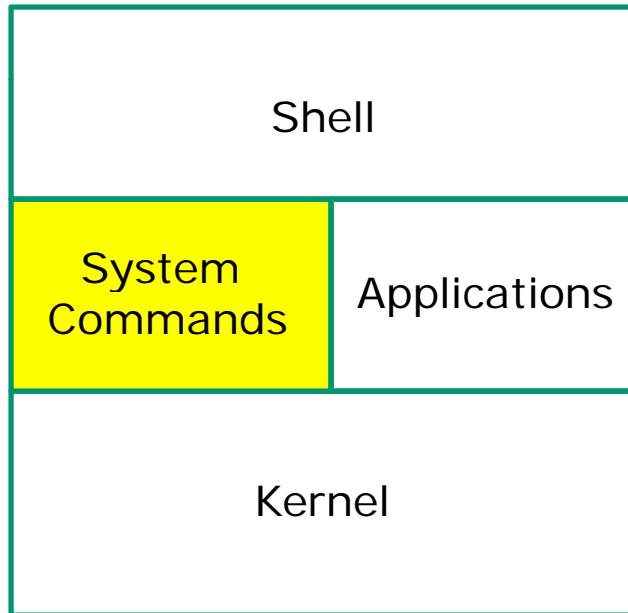 Shell
System
Commands
Applications
Kernel